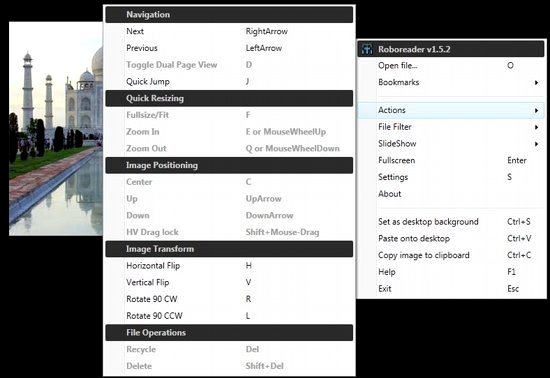 Navigation
Next RightArrow
Previous LeftArrow
Toggle Dual Page View D
Quick Jump J
Quick Resizing
Fullsize/Fit F
Zoom In E or MouseWheelUp
Zoom Out Q or MouseWheelDown
Image Positioning
Center C
Up UpArrow
Down DownArrow
HV Drag lock Shift+Mouse-Drag
Image Transform
Horizontal Flip H
Vertical Flip V
Rotate 90 CW R
Rotate 90 CCW L
File Operations
Recycle Del
Delete Shift+Del
Roboreader v1.5.2
Open file... O
Bookmarks
Actions
File Filter
SlideShow
Fullscreen Enter
Settings S
About
Set as desktop background Ctrl+S
Paste onto desktop Ctrl+V
Copy image to clipboard Ctrl+C
Help F1
Exit Esc